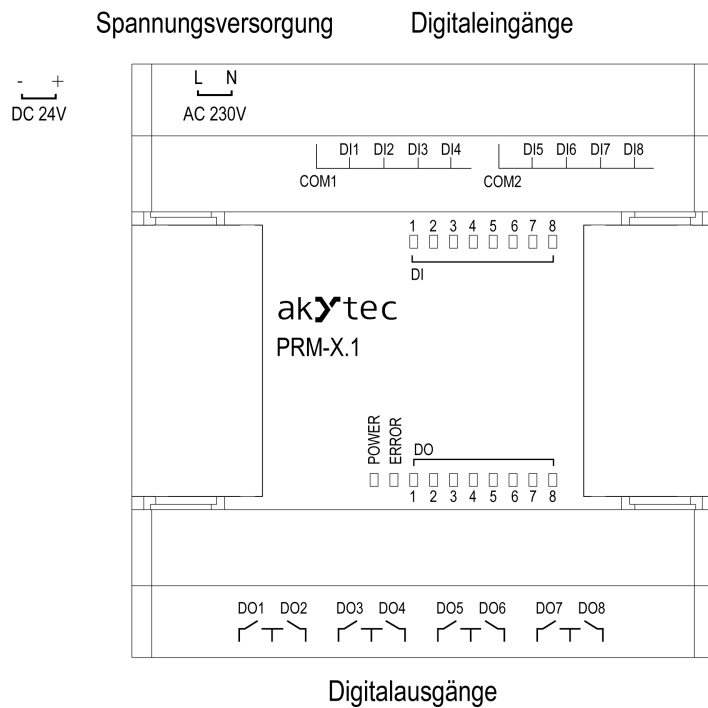 Spannungsversorgung Digitaleingänge
- + L N
DC 24V AC 230V
DI1 DI2 DI3 DI4 DI5 DI6 DI7 DI8
COM1 COM2
1 2 3 4 5 6 7 8
DI
akytec
PRM-X.1
POWER
ERROR
DO
1 2 3 4 5 6 7 8
DO1 DO2 DO3 DO4 DO5 DO6 DO7 DO8
Digitalausgänge